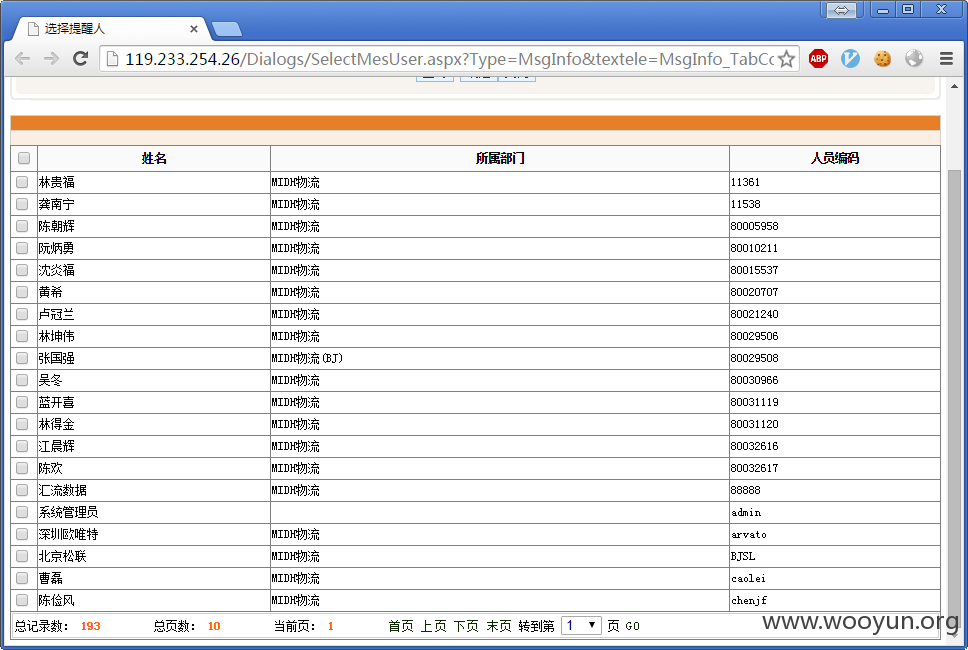 选择提醒人
119.233.254.26/Dialogs/SelectMesUser.aspx?Type=MsgInfo&textele=MsgInfo_TabCo
ABP
姓名 所属部门 人员编码
林贵福 MIDH物流 11361
龚南宁 MIDH物流 11538
陈朝辉 MIDH物流 80005958
阮炳勇 MIDH物流 80010211
沈炎福 MIDH物流 80015537
黄希 MIDH物流 80020707
卢冠兰 MIDH物流 80021240
林坤伟 MIDH物流 80029506
张国强 MIDH物流(BJ) 80029508
吴冬 MIDH物流 80030966
蓝开喜 MIDH物流 80031119
林得金 MIDH物流 80031120
江晨辉 MIDH物流 80032616
陈欢 MIDH物流 80032617
汇流数据 MIDH物流 88888
系统管理员 admin
深圳欧唯特 MIDH物流 arvato
北京松联 MIDH物流 BJSL
曹磊 MIDH物流 caolei
陈俭风 MIDH物流 chenjf
总记录数： 193 总页数： 10 当前页： 1 首页 上页 下页 末页 转到第 1 页 GO
www.wooyun.org